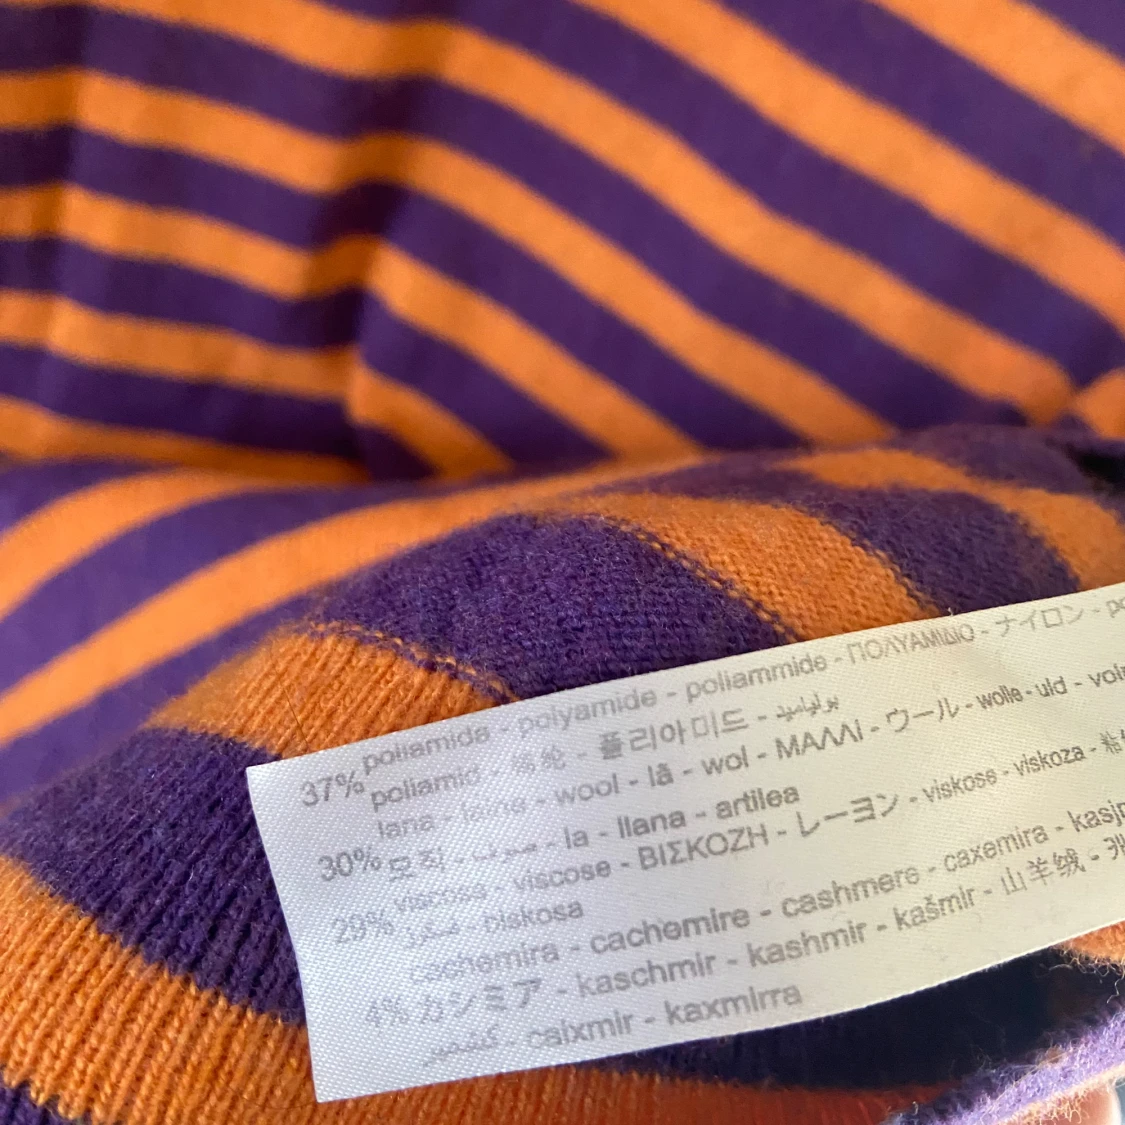 37% poliamida - polyamide - poliammide - ΠΟΛΥΑΜΙΔΙΟ - ナイロン -
poliamid - 锦纶 - 폴리아미드 -
30% lana - laine - wool - lã - wol - ΜΑΛΛΙ - ウール - wolle - uld -
모직 - صوف - la - llana - artilea
29% viscosa - viscose - ΒΙΣΚΟΖΗ - レーヨン - viskose - viskoza -
biskosa
4% cachemira - cachemire - cashmere - caxemira -
カシミア - kaschmir - kashmir - kašmir - 山羊绒 -
كشمير - caixmir - kaxmirra